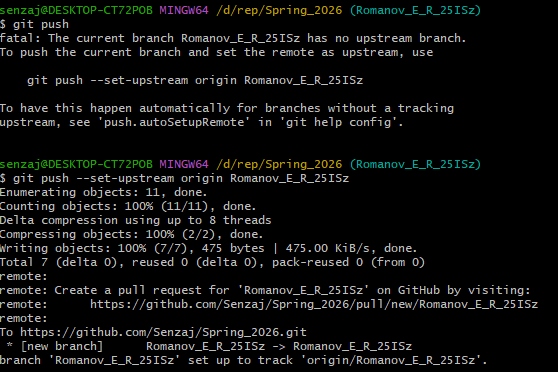 senzaj@DESKTOP-CT72POB MINGW64 /d/rep/Spring_2026 (Romanov_E_R_25ISz)
$ git push
fatal: The current branch Romanov_E_R_25ISz has no upstream branch.
To push the current branch and set the remote as upstream, use

    git push --set-upstream origin Romanov_E_R_25ISz

To have this happen automatically for branches without a tracking
upstream, see 'push.autoSetupRemote' in 'git help config'.

senzaj@DESKTOP-CT72POB MINGW64 /d/rep/Spring_2026 (Romanov_E_R_25ISz)
$ git push --set-upstream origin Romanov_E_R_25ISz
Enumerating objects: 11, done.
Counting objects: 100% (11/11), done.
Delta compression using up to 8 threads
Compressing objects: 100% (2/2), done.
Writing objects: 100% (7/7), 475 bytes | 475.00 KiB/s, done.
Total 7 (delta 0), reused 0 (delta 0), pack-reused 0 (from 0)
remote:
remote: Create a pull request for 'Romanov_E_R_25ISz' on GitHub by visiting:
remote:      https://github.com/Senzaj/Spring_2026/pull/new/Romanov_E_R_25ISz
remote:
To https://github.com/Senzaj/Spring_2026.git
 * [new branch]      Romanov_E_R_25ISz -> Romanov_E_R_25ISz
branch 'Romanov_E_R_25ISz' set up to track 'origin/Romanov_E_R_25ISz'.